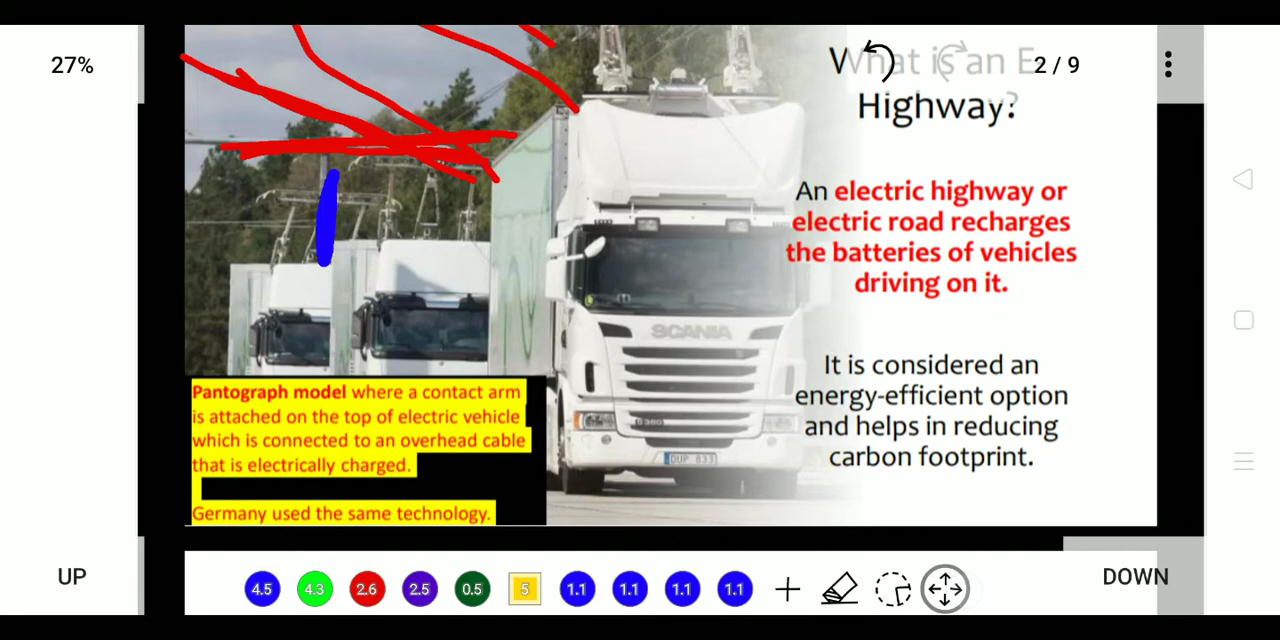 27%
What is an E
2 / 9
Highway?
An electric highway or
electric road recharges
the batteries of vehicles
driving on it.
SCANIA
It is considered an
energy-efficient option
and helps in reducing
carbon footprint.
DUP 833
Pantograph model where a contact arm
is attached on the top of electric vehicle
which is connected to an overhead cable
that is electrically charged.
Germany used the same technology.
UP
4.5 4.3 2.6 2.5 0.5 5 1.1 1.1 1.1 1.1
DOWN